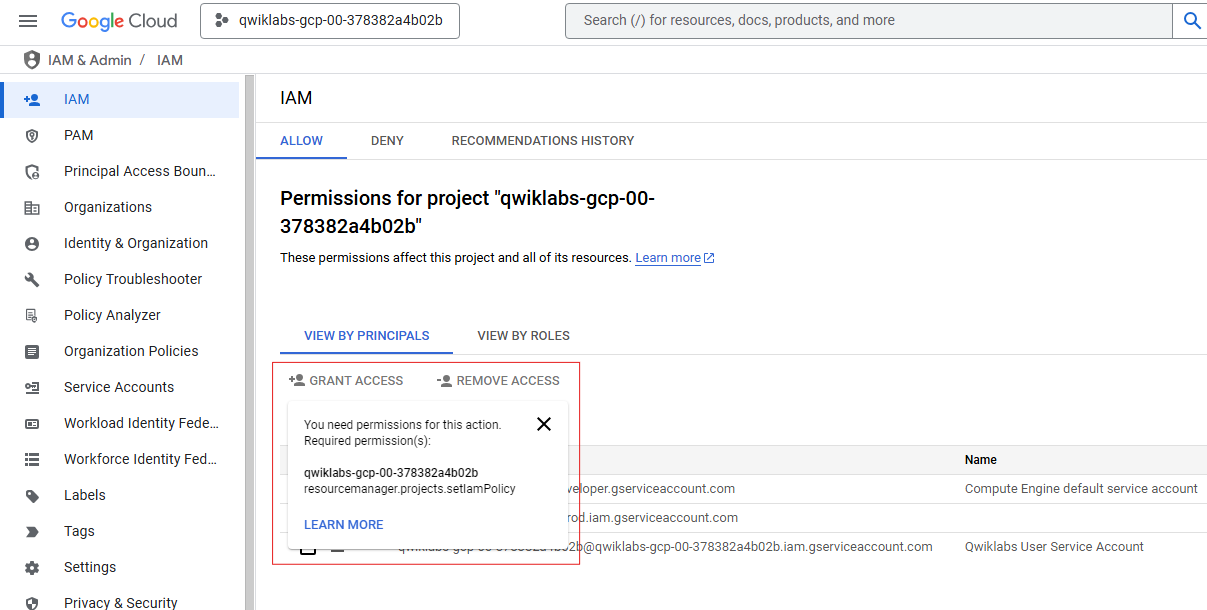 Google Cloud
qwiklabs-gcp-00-378382a4b02b
Search (/) for resources, docs, products, and more
IAM & Admin / IAM
IAM
PAM
Principal Access Boun...
Organizations
Identity & Organization
Policy Troubleshooter
Policy Analyzer
Organization Policies
Service Accounts
Workload Identity Fede...
Workforce Identity Fed...
Labels
Tags
Settings
Privacy & Security
IAM
ALLOW DENY RECOMMENDATIONS HISTORY
Permissions for project "qwiklabs-gcp-00-
378382a4b02b"
These permissions affect this project and all of its resources. Learn more
VIEW BY PRINCIPALS VIEW BY ROLES
GRANT ACCESS REMOVE ACCESS
You need permissions for this action.
Required permission(s):
qwiklabs-gcp-00-378382a4b02b
resourcemanager.projects.setIamPolicy
LEARN MORE
Name
veloper.gserviceaccount.com Compute Engine default service account
rod.iam.gserviceaccount.com
qwiklabs-gcp-00-378382a4b02b@qwiklabs-gcp-00-378382a4b02b.iam.gserviceaccount.com Qwiklabs User Service Account